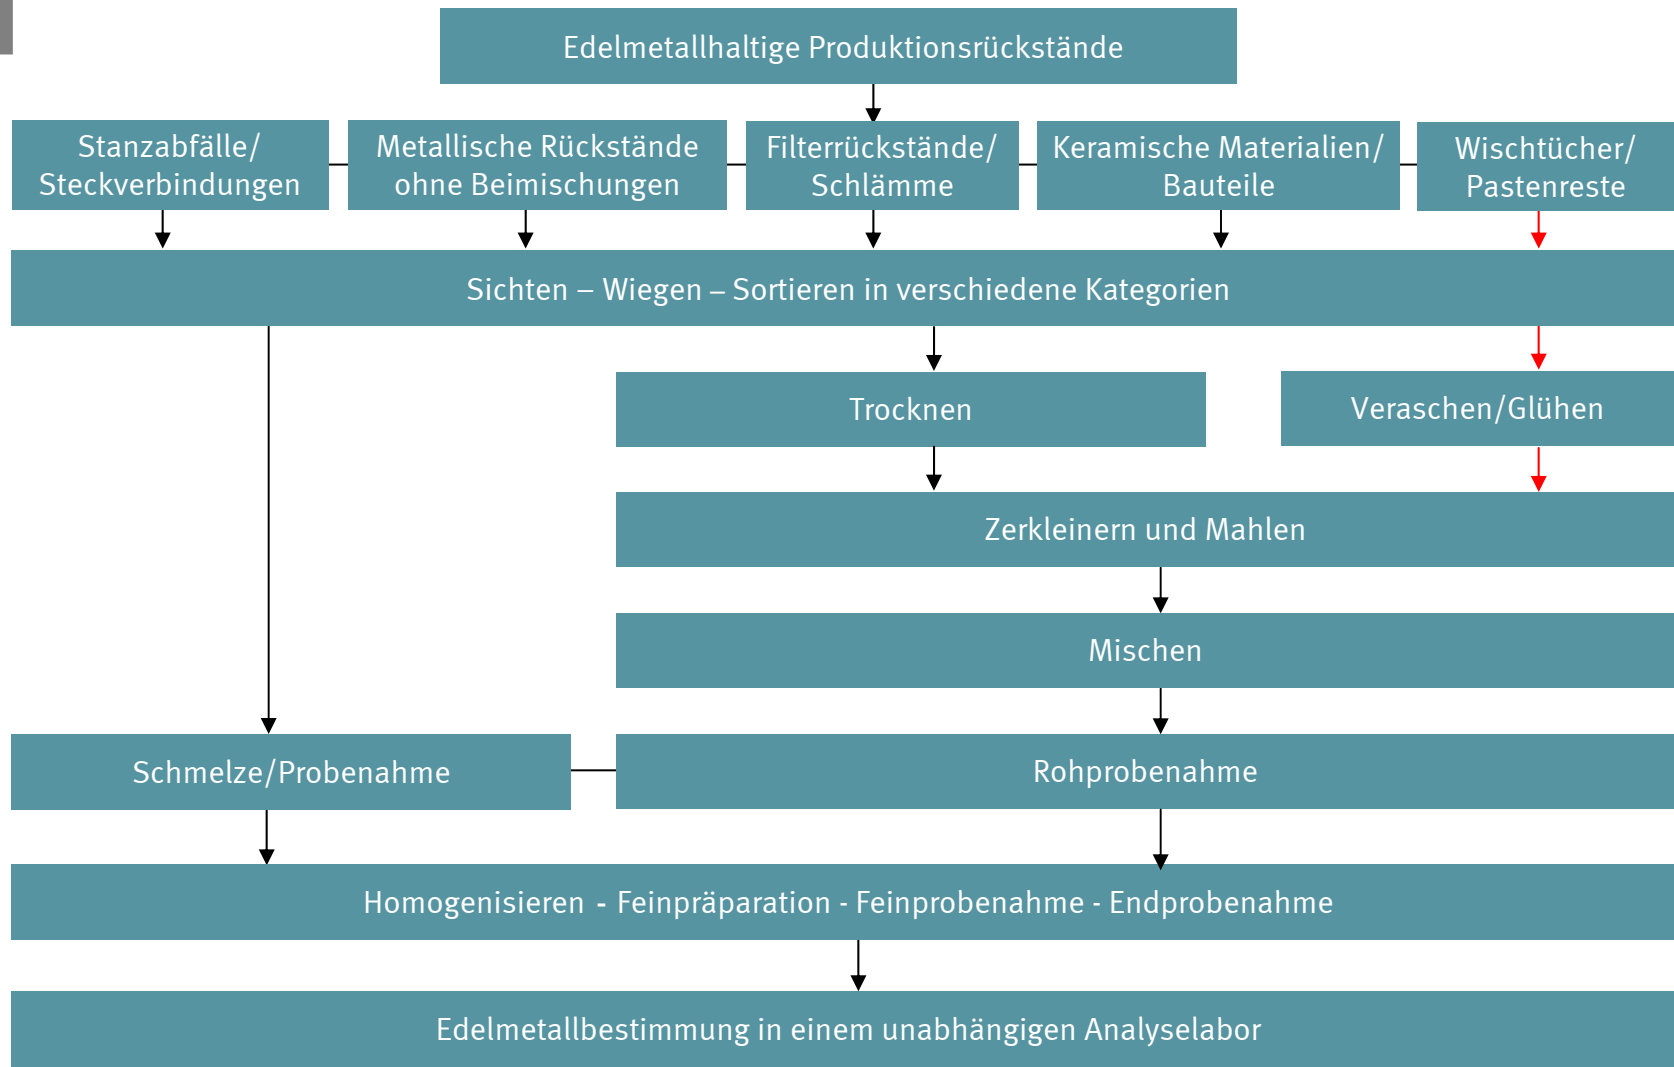 Edelmetallhaltige Produktionsrückstände
Stanzabfälle/
Steckverbindungen
Metallische Rückstände
ohne Beimischungen
Filterrückstände/
Schlämme
Keramische Materialien/
Bauteile
Wischtücher/
Pastenreste
Sichten – Wiegen – Sortieren in verschiedene Kategorien
Trocknen
Veraschen/Glühen
Zerkleinern und Mahlen
Mischen
Schmelze/Probenahme
Rohprobenahme
Homogenisieren - Feinpräparation - Feinprobenahme - Endprobenahme
Edelmetallbestimmung in einem unabhängigen Analyselabor